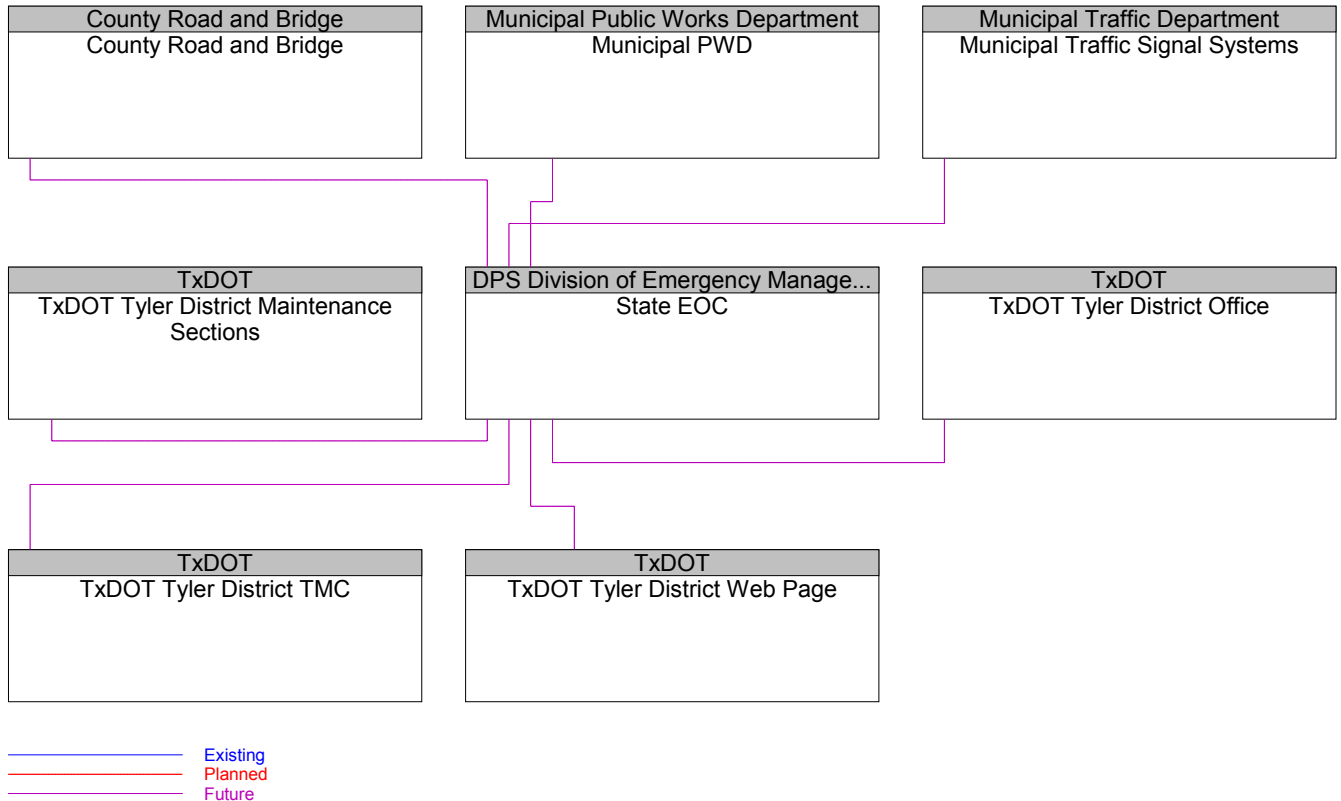 County Road and Bridge
County Road and Bridge
Municipal Public Works Department
Municipal PWD
Municipal Traffic Department
Municipal Traffic Signal Systems
TxDOT
TxDOT Tyler District Maintenance
Sections
DPS Division of Emergency Manage...
State EOC
TxDOT
TxDOT Tyler District Office
TxDOT
TxDOT Tyler District TMC
TxDOT
TxDOT Tyler District Web Page
Existing
Planned
Future